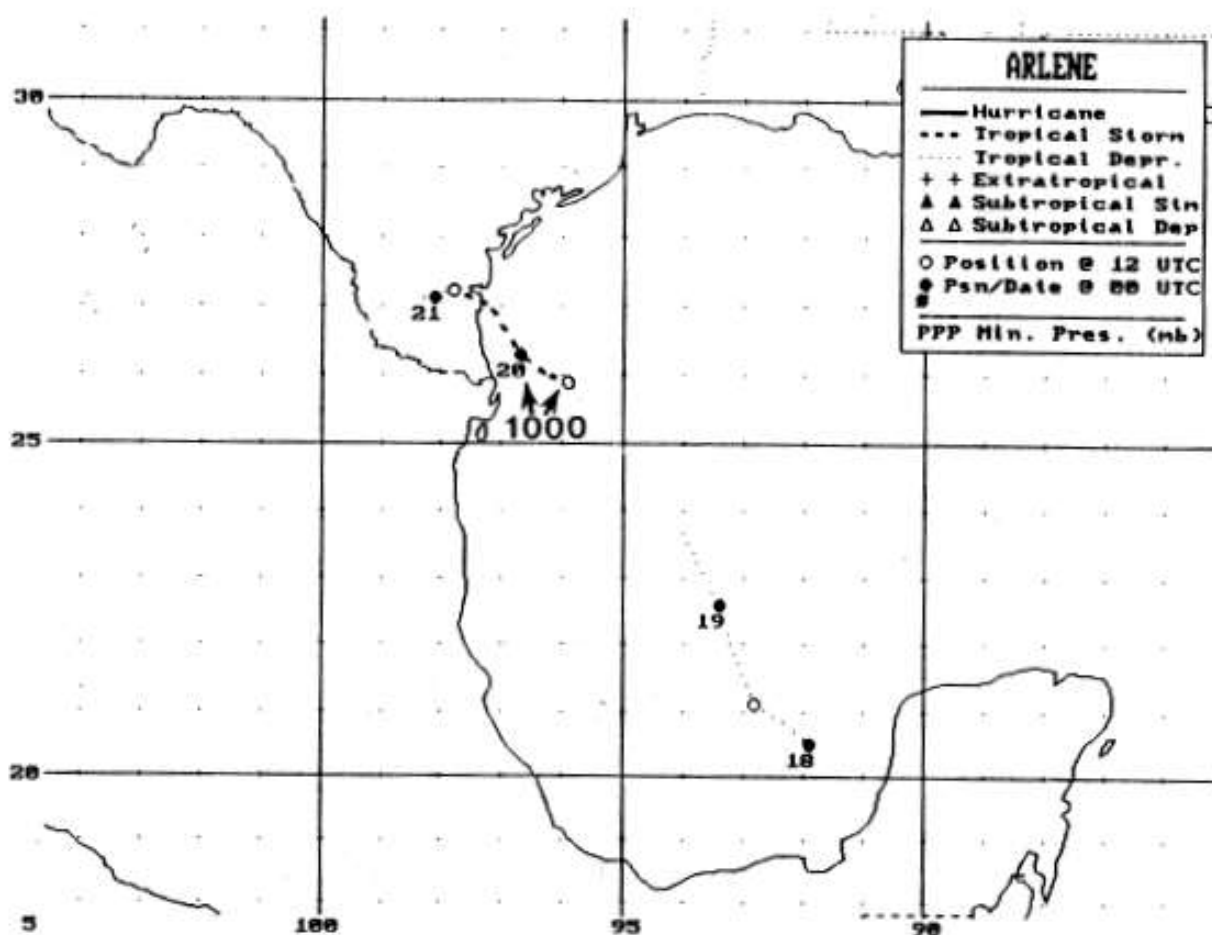 ARLENE
Hurricane
Tropical Storm
Tropical Depr.
+ + Extratropical
▲ ▲ Subtropical Stm
△ △ Subtropical Dep
○ Position @ 12 UTC
● Psn/Date @ 00 UTC
#
PPP Min. Pres. (mb)
30
21
20
1000
25
19
18
20
5
100
95
90